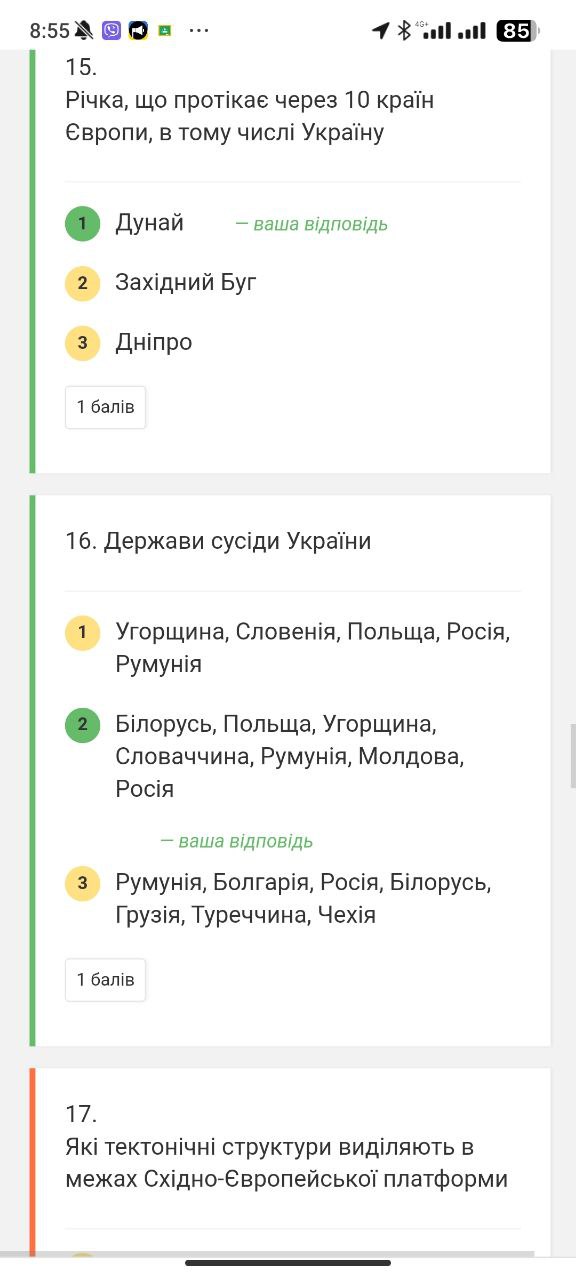 8:55 ... 4G+ 85
15.
Річка, що протікає через 10 країн
Європи, в тому числі Україну
1 Дунай — ваша відповідь
2 Західний Буг
3 Дніпро
1 балів
16. Держави сусіди України
1 Угорщина, Словенія, Польща, Росія,
Румунія
2 Білорусь, Польща, Угорщина,
Словаччина, Румунія, Молдова,
Росія
— ваша відповідь
3 Румунія, Болгарія, Росія, Білорусь,
Грузія, Туреччина, Чехія
1 балів
17.
Які тектонічні структури виділяють в
межах Східно-Європейської платформи